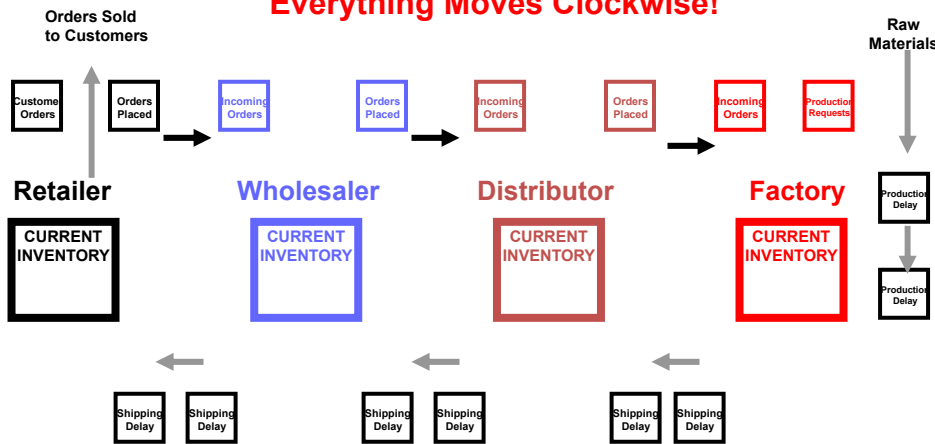 Everything Moves Clockwise!
Orders Sold
to Customers
Raw
Materials
Custome
Orders
Orders
Placed
Incoming
Orders
Orders
Placed
Incoming
Orders
Orders
Placed
Incoming
Orders
Production
Requests
Retailer
Wholesaler
Distributor
Factory
Production
Delay
CURRENT
INVENTORY
CURRENT
INVENTORY
CURRENT
INVENTORY
CURRENT
INVENTORY
Production
Delay
Shipping
Delay
Shipping
Delay
Shipping
Delay
Shipping
Delay
Shipping
Delay
Shipping
Delay